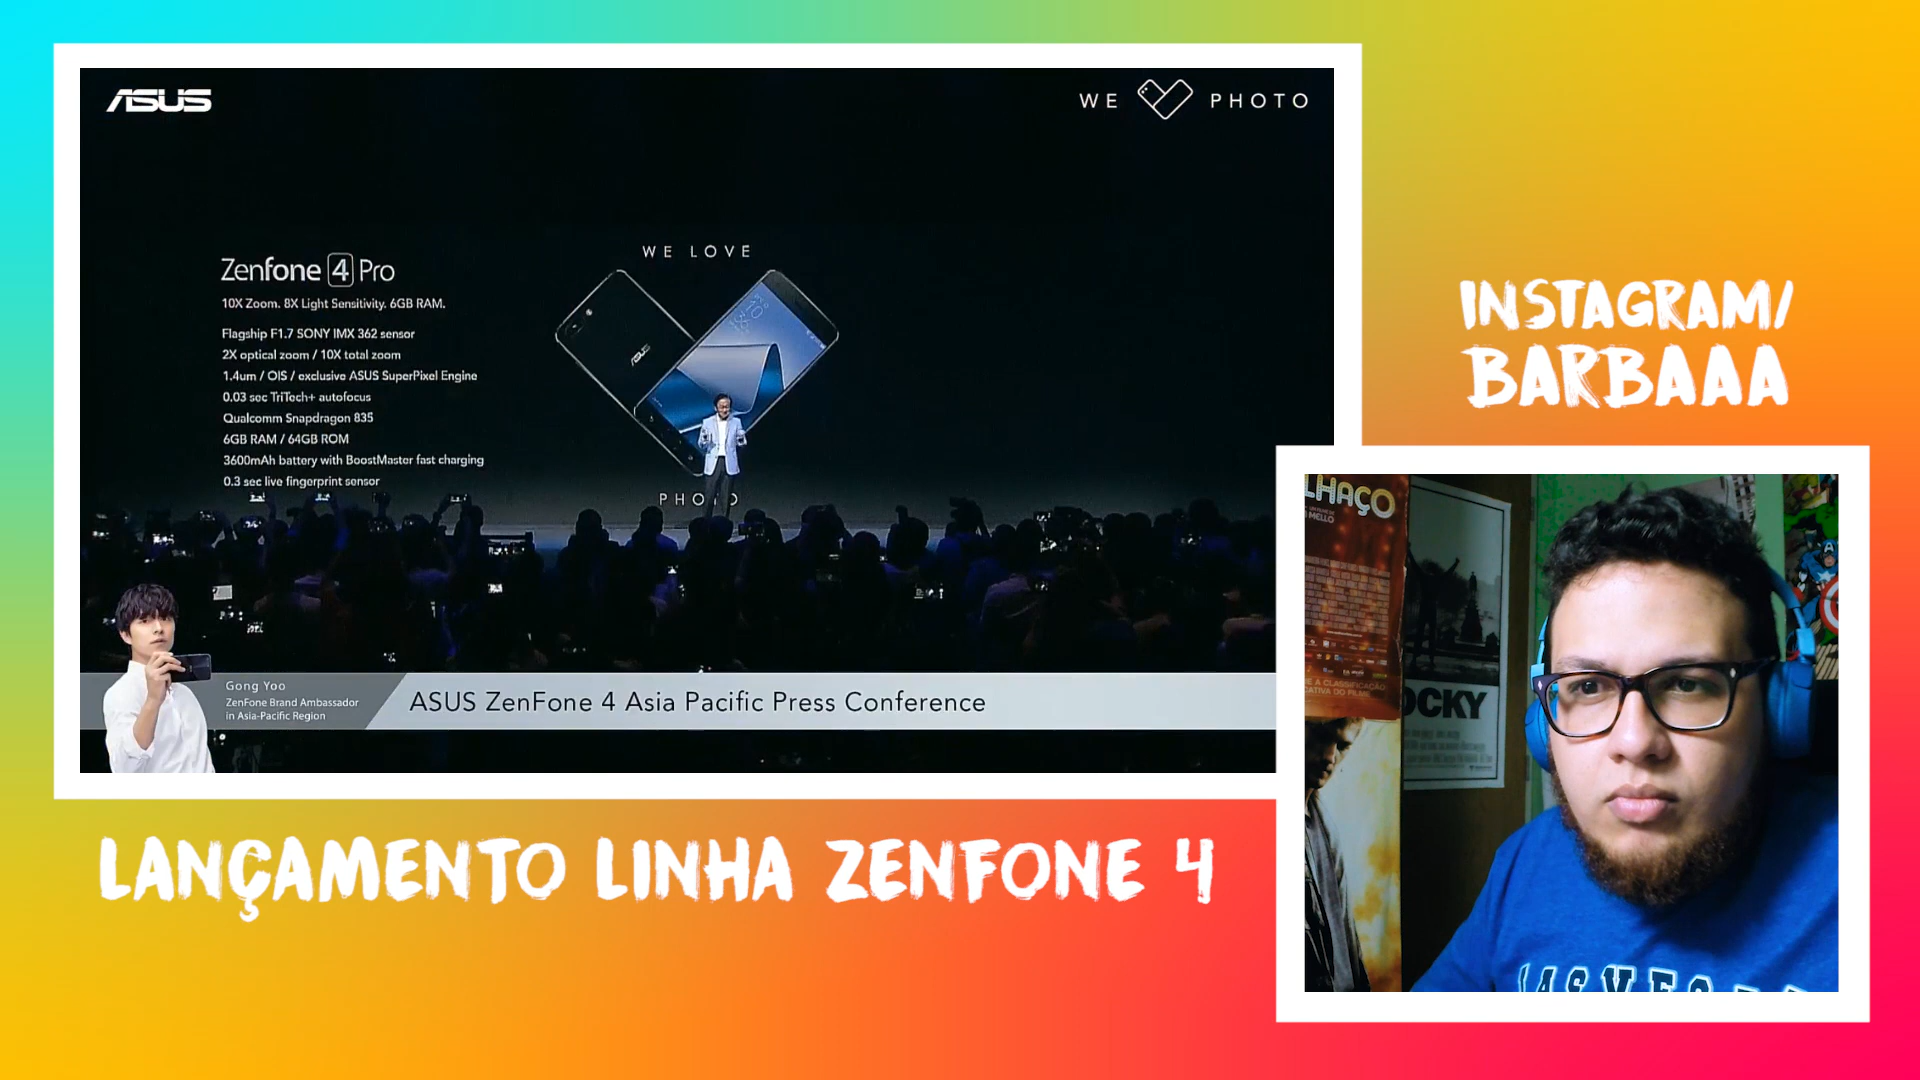 ASUS
WE PHOTO
WE LOVE
Zenfone 4 Pro
10X Zoom. 8X Light Sensitivity. 6GB RAM.
Flagship F1.7 SONY IMX 362 sensor
2X optical zoom / 10X total zoom
1.4um / OIS / exclusive ASUS SuperPixel Engine
0.03 sec TriTech+ autofocus
Qualcomm Snapdragon 835
6GB RAM / 64GB ROM
3600mAh battery with BoostMaster fast charging
0.3 sec live fingerprint sensor
ASUS
PHOTO
Gong Yoo
ZenFone Brand Ambassador
in Asia-Pacific Region
ASUS ZenFone 4 Asia Pacific Press Conference
INSTAGRAM/
BARBAAA
LHAÇO
MELLO
OCKY
LANÇAMENTO LINHA ZENFONE 4